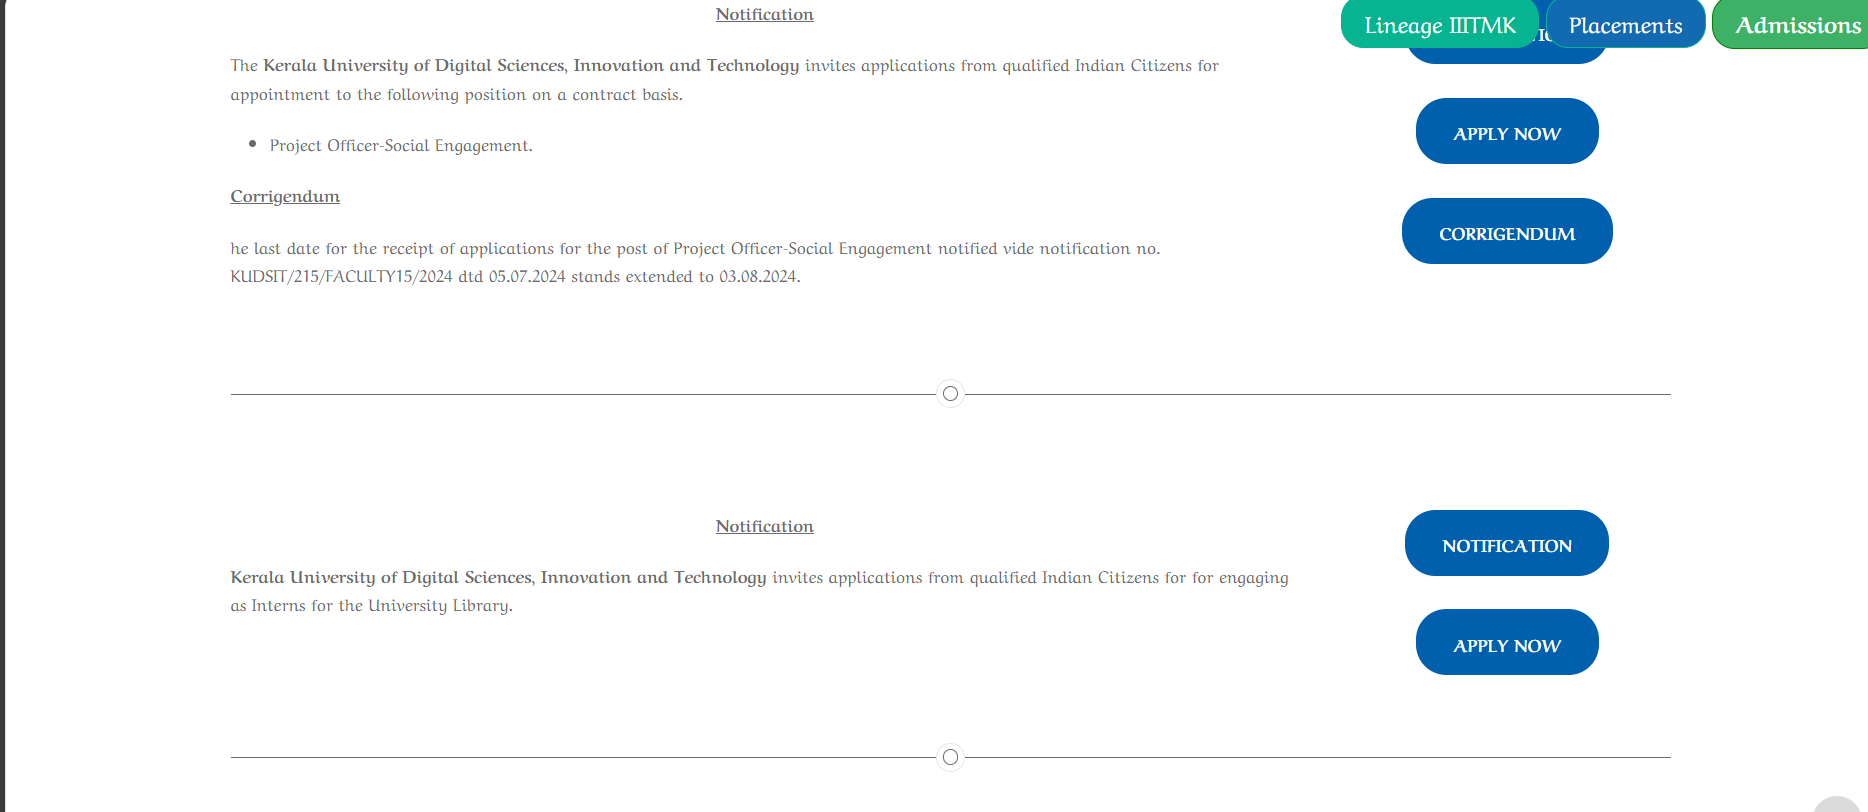 Lineage IIITMK
Placements
Admissions
Notification
The Kerala University of Digital Sciences, Innovation and Technology invites applications from qualified Indian Citizens for
appointment to the following position on a contract basis.
APPLY NOW
• Project Officer-Social Engagement.
Corrigendum
CORRIGENDUM
he last date for the receipt of applications for the post of Project Officer-Social Engagement notified vide notification no.
KUDSIT/215/FACULTY15/2024 dtd 05.07.2024 stands extended to 03.08.2024.
Notification
NOTIFICATION
Kerala University of Digital Sciences, Innovation and Technology invites applications from qualified Indian Citizens for for engaging
as Interns for the University Library.
APPLY NOW